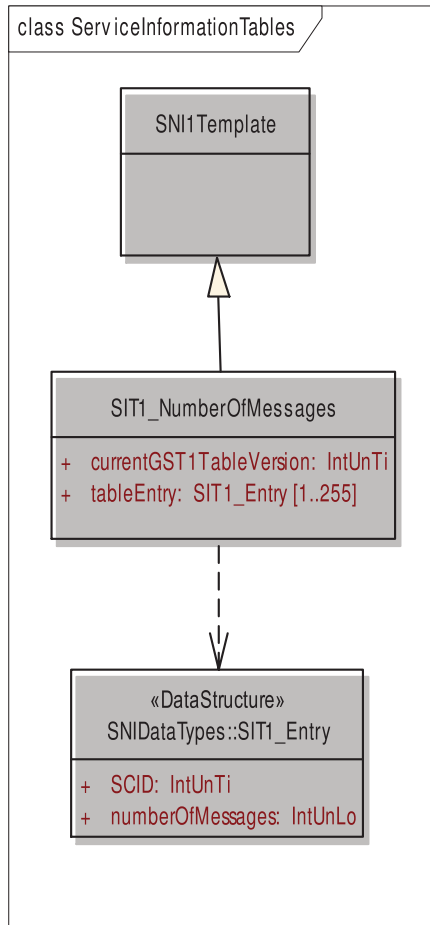 class ServiceInformationTables
SNI1Template
SIT1_NumberOfMessages
+ currentGST1TableVersion: IntUnTi
+ tableEntry: SIT1_Entry [1..255]
«DataStructure»
SNIDataTypes::SIT1_Entry
+ SCID: IntUnTi
+ numberOfMessages: IntUnLo